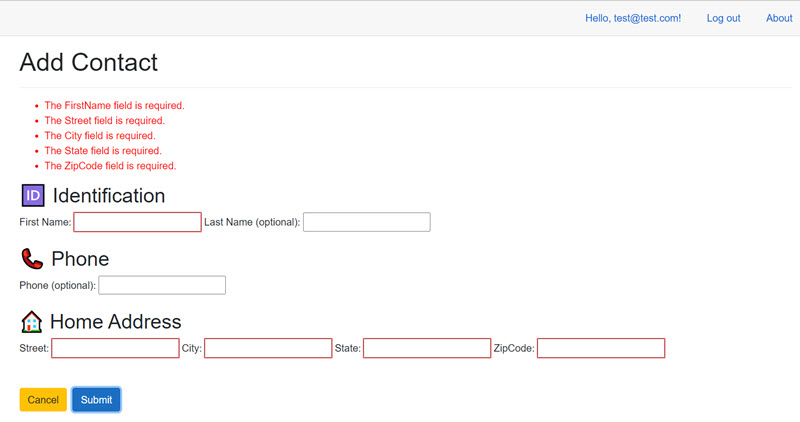 Hello, test@test.com! Log out About
Add Contact
The FirstName field is required.
The Street field is required.
The City field is required.
The State field is required.
The ZipCode field is required.
ID Identification
First Name: Last Name (optional):
Phone
Phone (optional):
Home Address
Street: City: State: ZipCode:
Cancel Submit